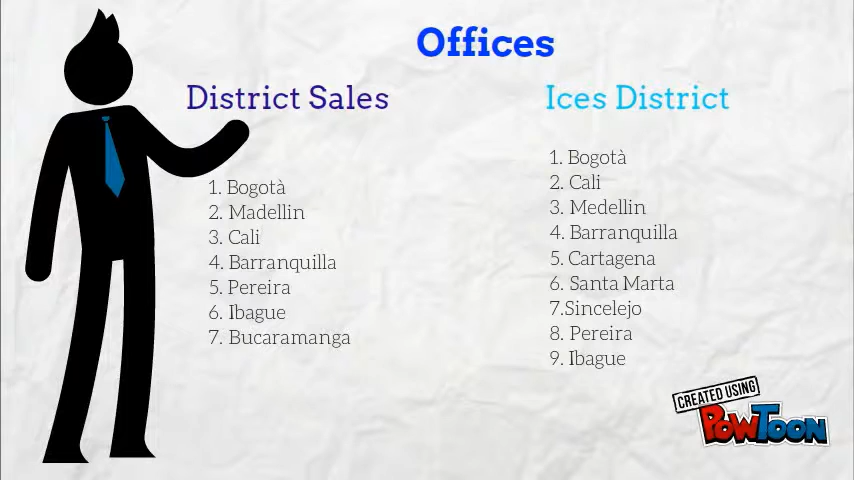 Offices
District Sales
1. Bogotà
2. Madellin
3. Cali
4. Barranquilla
5. Pereira
6. Ibague
7. Bucaramanga
Ices District
1. Bogotà
2. Cali
3. Medellin
4. Barranquilla
5. Cartagena
6. Santa Marta
7.Sincelejo
8. Pereira
9. Ibague
CREATED USING
POWTOON